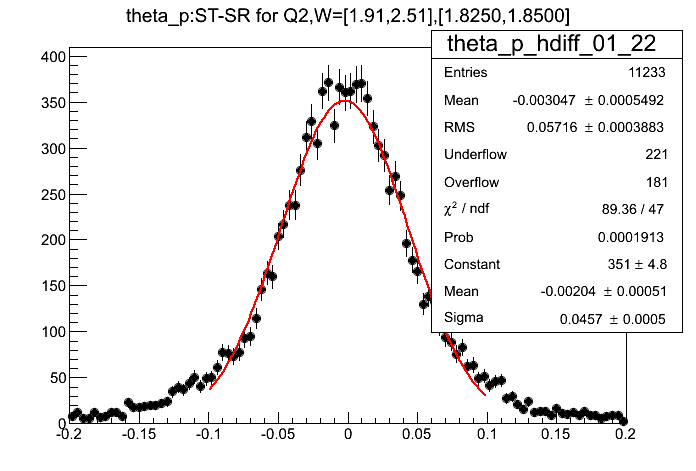 theta_p:ST-SR for Q2,W=[1.91,2.51],[1.8250,1.8500]
theta_p_hdiff_01_22
Entries 11233
Mean -0.003047 ± 0.0005492
RMS 0.05716 ± 0.0003883
Underflow 221
Overflow 181
χ² / ndf 89.36 / 47
Prob 0.0001913
Constant 351 ± 4.8
Mean -0.00204 ± 0.00051
Sigma 0.0457 ± 0.0005
400
350
300
250
200
150
100
50
0
-0.2 -0.15 -0.1 -0.05 0 0.05 0.1 0.15 0.2